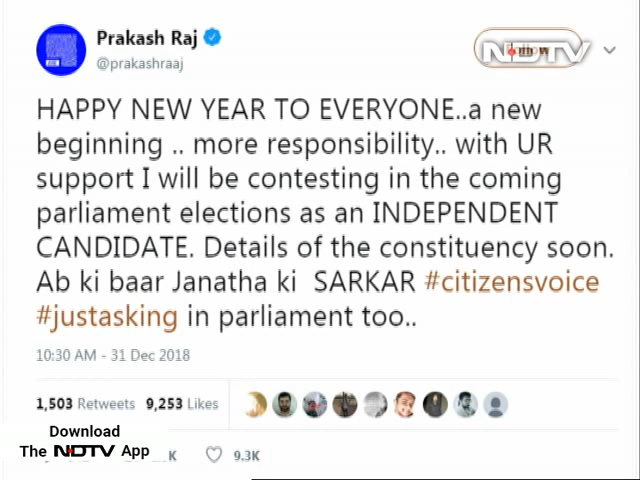 Prakash Raj
@prakashraaj
NDTV
HAPPY NEW YEAR TO EVERYONE..a new
beginning .. more responsibility.. with UR
support I will be contesting in the coming
parliament elections as an INDEPENDENT
CANDIDATE. Details of the constituency soon.
Ab ki baar Janatha ki SARKAR #citizensvoice
#justasking in parliament too..
10:30 AM - 31 Dec 2018
1,503 Retweets 9,253 Likes
Download
The NDTV App
9.3K